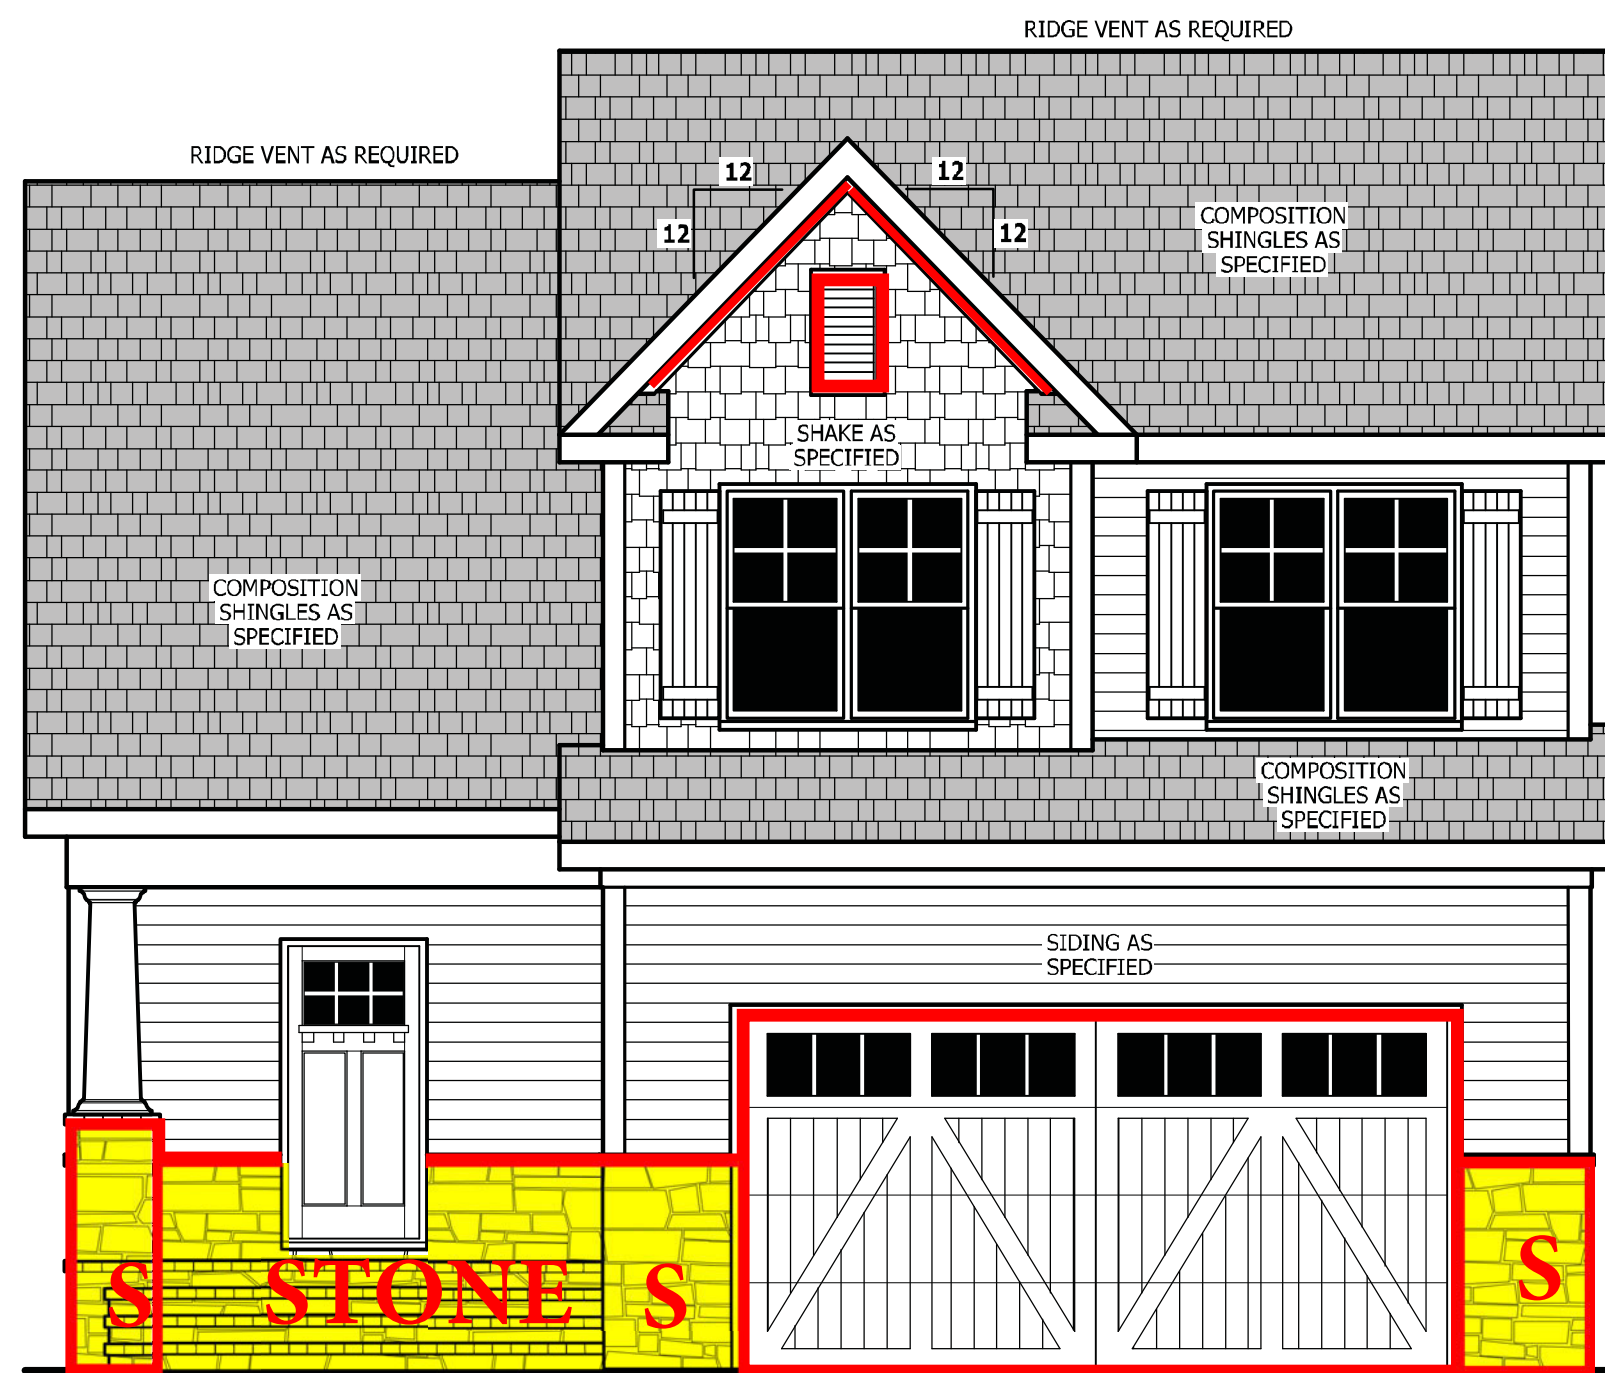 RIDGE VENT AS REQUIRED
RIDGE VENT AS REQUIRED
12
12
12
12
COMPOSITION
SHINGLES AS
SPECIFIED
SHAKE AS
SPECIFIED
COMPOSITION
SHINGLES AS
SPECIFIED
COMPOSITION
SHINGLES AS
SPECIFIED
SIDING AS
SPECIFIED
S
STONE
S
S